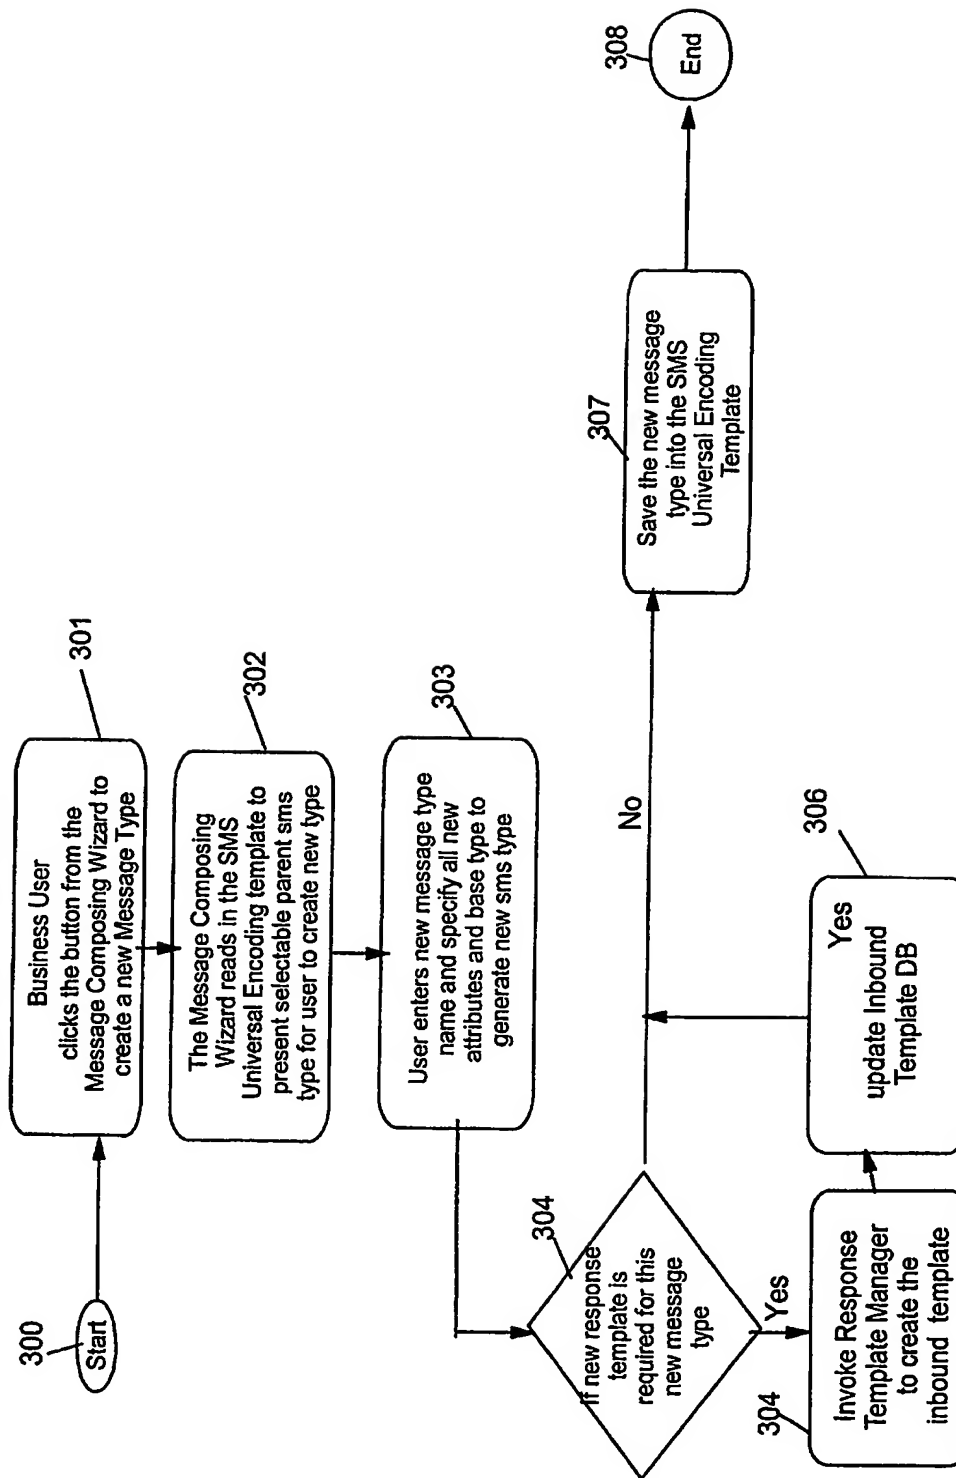 300
Start
301
Business User
clicks the button from the
Message Composing Wizard to
create a new Message Type
302
The Message Composing
Wizard reads in the SMS
Universal Encoding template to
present selectable parent sms
type for user to create new type
303
User enters new message type
name and specify all new
attributes and base type to
generate new sms type
304
If new response
template is
required for this
new message
type
Yes
No
304
Invoke Response
Template Manager
to create the
inbound template
306
Yes
update Inbound
Template DB
307
Save the new message
type into the SMS
Universal Encoding
Template
308
End